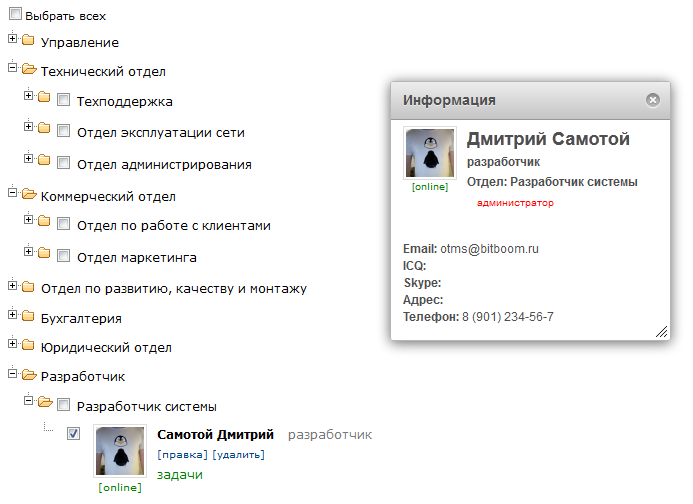 Выбрать всех
Управление
Технический отдел
Техподдержка
Отдел эксплуатации сети
Отдел администрирования
Коммерческий отдел
Отдел по работе с клиентами
Отдел маркетинга
Отдел по развитию, качеству и монтажу
Бухгалтерия
Юридический отдел
Разработчик
Разработчик системы
Самотой Дмитрий разработчик
[правка] [удалить]
задачи
[online]
Информация
Дмитрий Самотой
разработчик
Отдел: Разработчик системы
[online]
администратор
Email: otms@bitboom.ru
ICQ:
Skype:
Адрес:
Телефон: 8 (901) 234-56-7